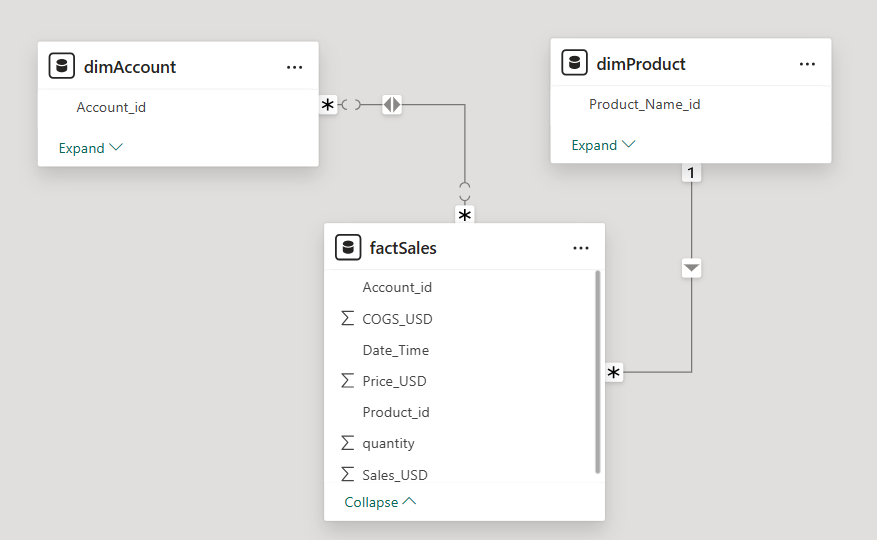 dimAccount
Account_id
Expand
*
*
dimProduct
Product_Name_id
Expand
1
*
factSales
Account_id
Σ COGS_USD
Date_Time
Σ Price_USD
Product_id
Σ quantity
Σ Sales_USD
Collapse